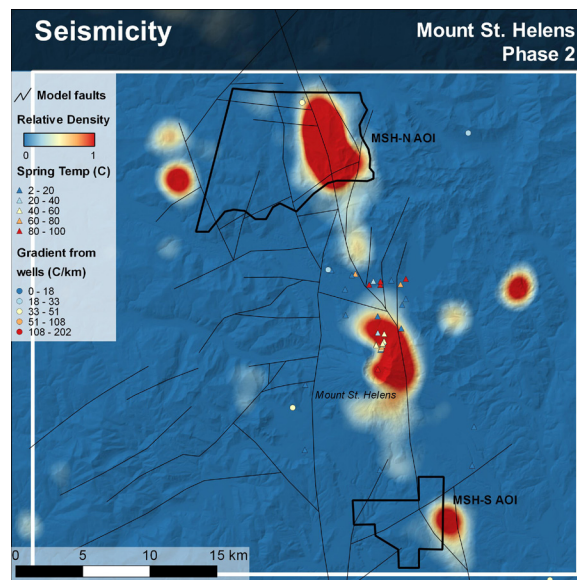 Seismicity
Mount St. Helens
Phase 2
Model faults
Relative Density
0 1
Spring Temp (C)
2 - 20
20 - 40
40 - 60
60 - 80
80 - 100
Gradient from
wells (C/km)
0 - 18
18 - 33
33 - 51
51 - 108
108 - 202
MSH-N AOI
Mount St. Helens
MSH-S AOI
0 5 10 15 km